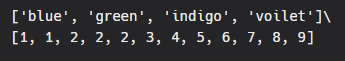 ['blue', 'green', 'indigo', 'voilet']\
[1, 1, 2, 2, 2, 3, 4, 5, 6, 7, 8, 9]